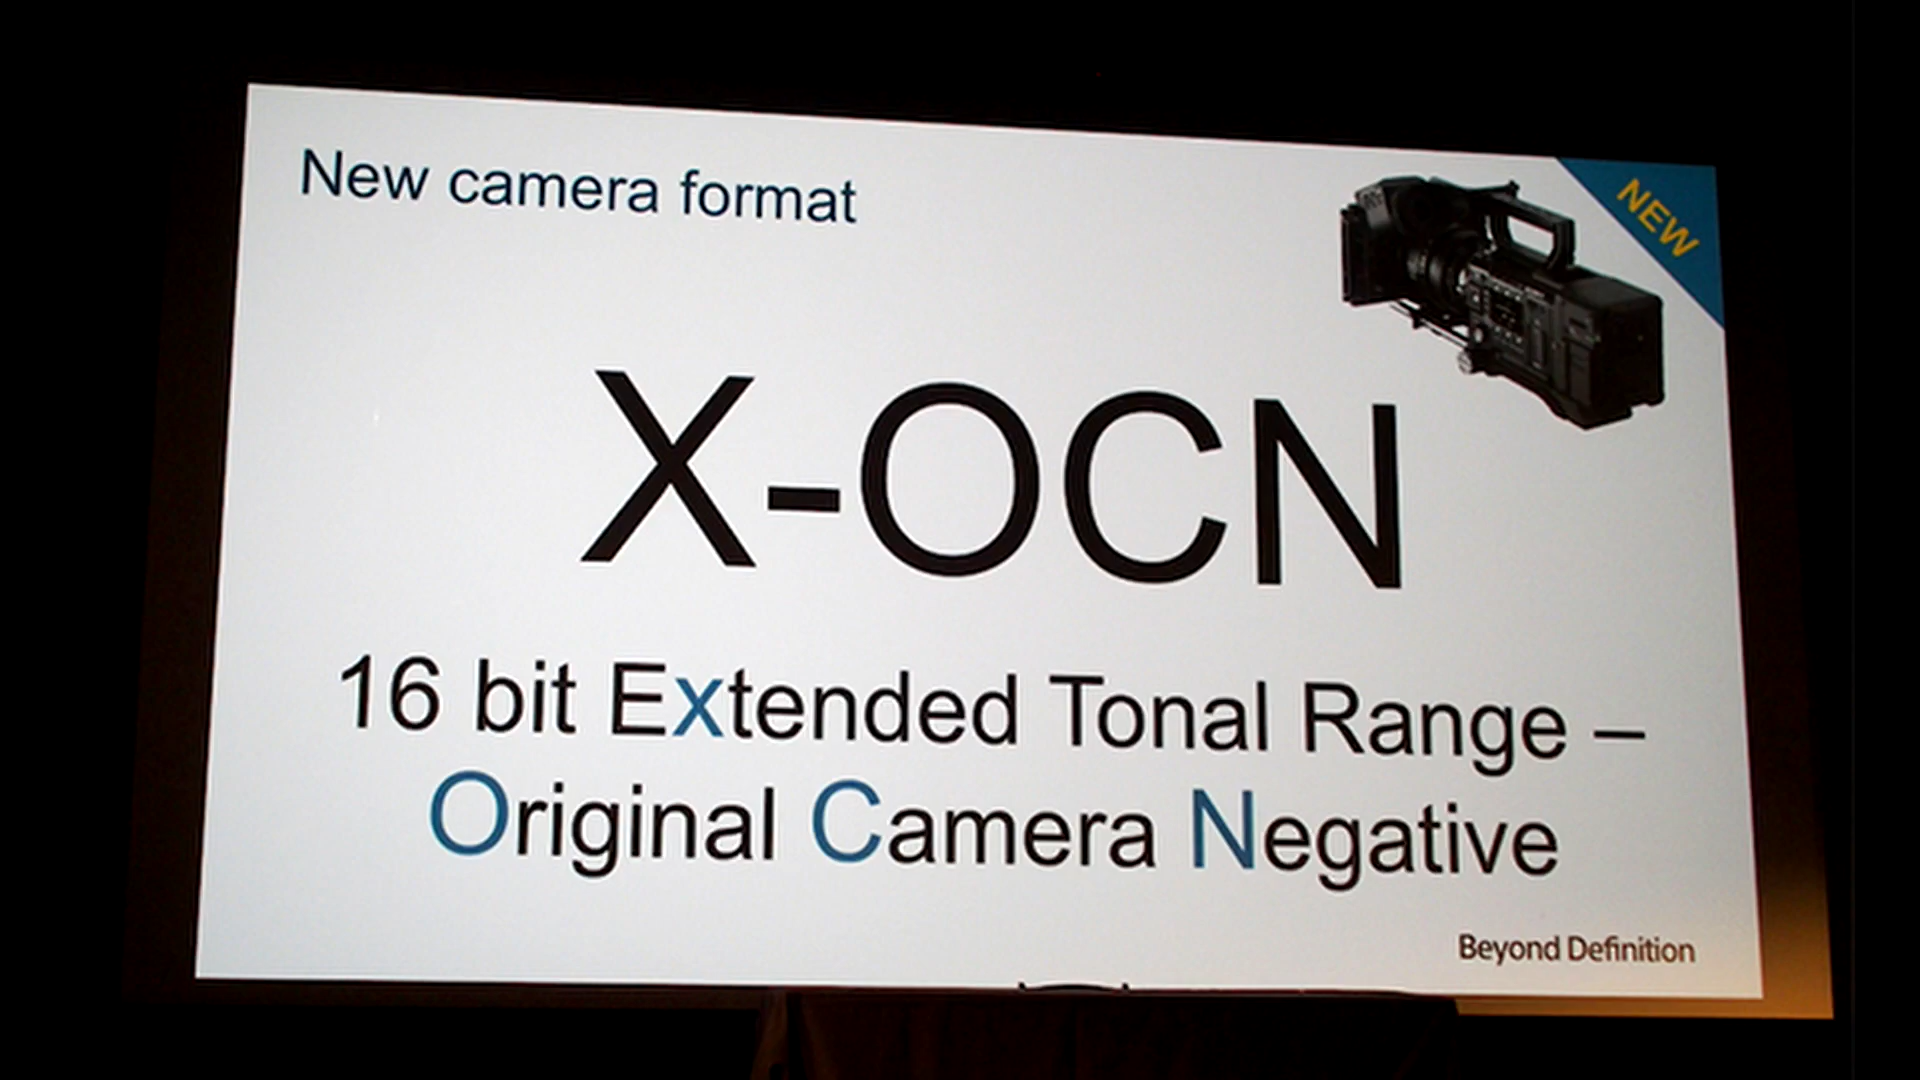 New camera format
NEW
X-OCN
16 bit Extended Tonal Range –
Original Camera Negative
Beyond Definition